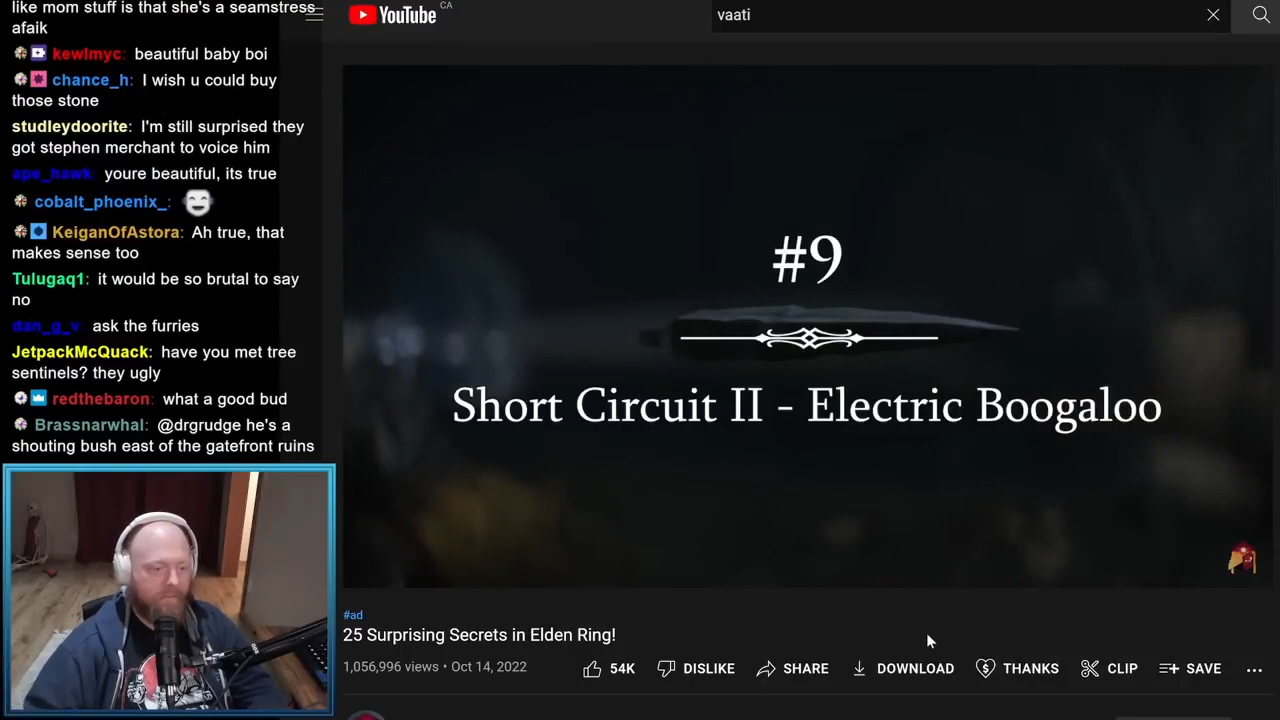 like mom stuff is that she's a seamstress
afaik
kewlmyc: beautiful baby boi
chance_h: I wish u could buy
those stone
studleydoorite: I'm still surprised they
got stephen merchant to voice him
ape_hawk: youre beautiful, its true
cobalt_phoenix_:
KeiganOfAstora: Ah true, that
makes sense too
Tulugaq1: it would be so brutal to say
no
dan_g_v ask the furries
JetpackMcQuack: have you met tree
sentinels? they ugly
redthebaron: what a good bud
Brassnarwhal: @drgrudge he's a
shouting bush east of the gatefront ruins
YouTube CA
vaati
#9
Short Circuit II - Electric Boogaloo
#ad
25 Surprising Secrets in Elden Ring!
1,056,996 views • Oct 14, 2022
54K DISLIKE SHARE DOWNLOAD THANKS CLIP SAVE